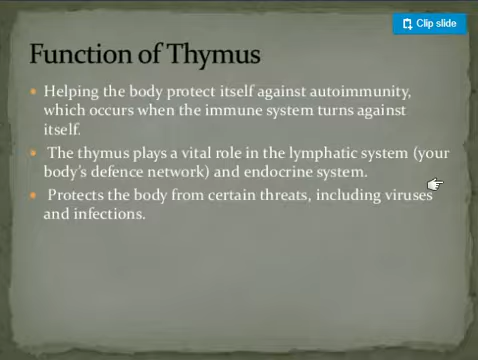 Clip slide
Function of Thymus
• Helping the body protect itself against autoimmunity,
which occurs when the immune system turns against
itself.
• The thymus plays a vital role in the lymphatic system (your
body's defence network) and endocrine system.
• Protects the body from certain threats, including viruses
and infections.